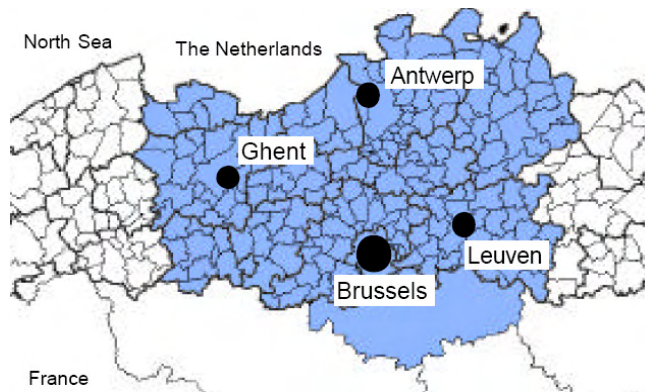 North Sea
The Netherlands
Antwerp
Ghent
Leuven
Brussels
France